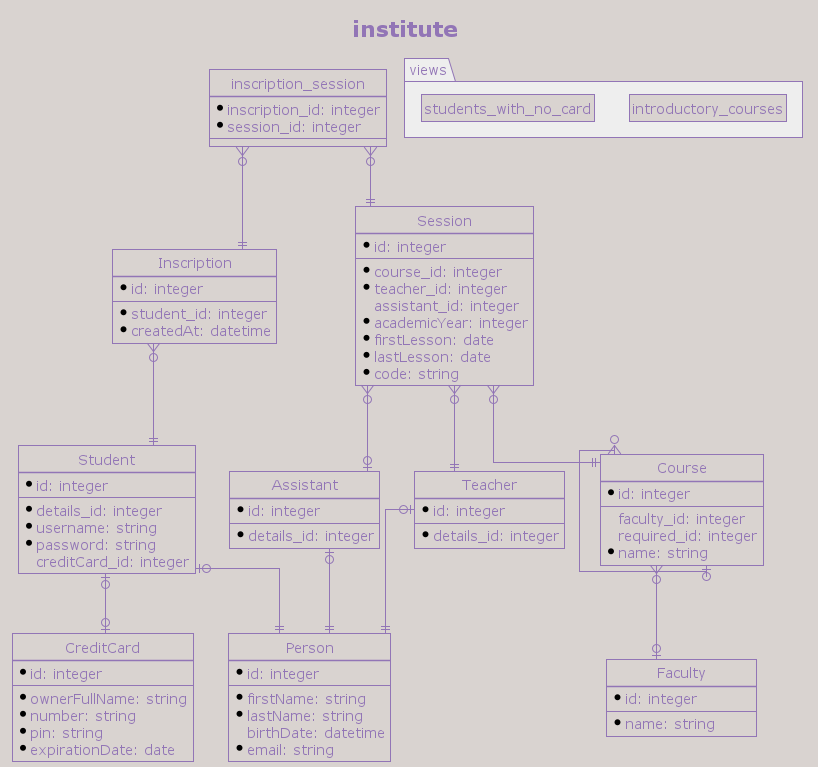 institute
inscription_session
inscription_id: integer
session_id: integer
views
students_with_no_card
introductory_courses
Session
id: integer
course_id: integer
teacher_id: integer
assistant_id: integer
academicYear: integer
firstLesson: date
lastLesson: date
code: string
Inscription
id: integer
student_id: integer
createdAt: datetime
Student
id: integer
details_id: integer
username: string
password: string
creditCard_id: integer
Assistant
id: integer
details_id: integer
Teacher
id: integer
details_id: integer
Course
id: integer
faculty_id: integer
required_id: integer
name: string
CreditCard
id: integer
ownerFullName: string
number: string
pin: string
expirationDate: date
Person
id: integer
firstName: string
lastName: string
birthDate: datetime
email: string
Faculty
id: integer
name: string